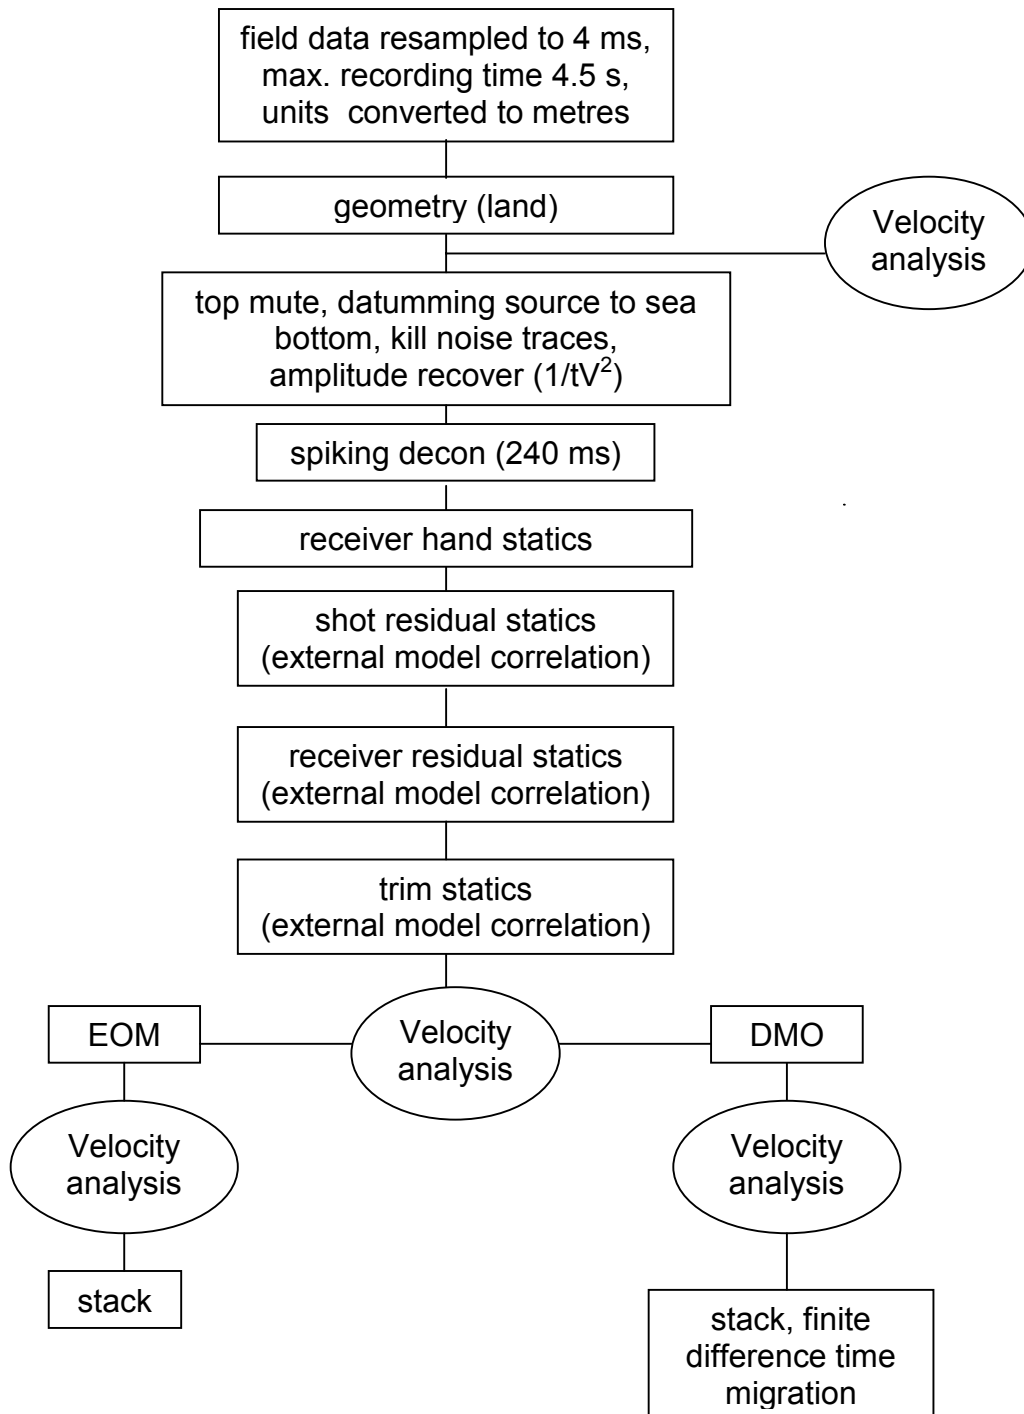 field data resampled to 4 ms,
max. recording time 4.5 s,
units converted to metres
geometry (land)
Velocity
analysis
top mute, datumming source to sea
bottom, kill noise traces,
amplitude recover (1/tV²)
spiking decon (240 ms)
receiver hand statics
shot residual statics
(external model correlation)
receiver residual statics
(external model correlation)
trim statics
(external model correlation)
EOM
Velocity
analysis
DMO
Velocity
analysis
Velocity
analysis
stack
stack, finite
difference time
migration